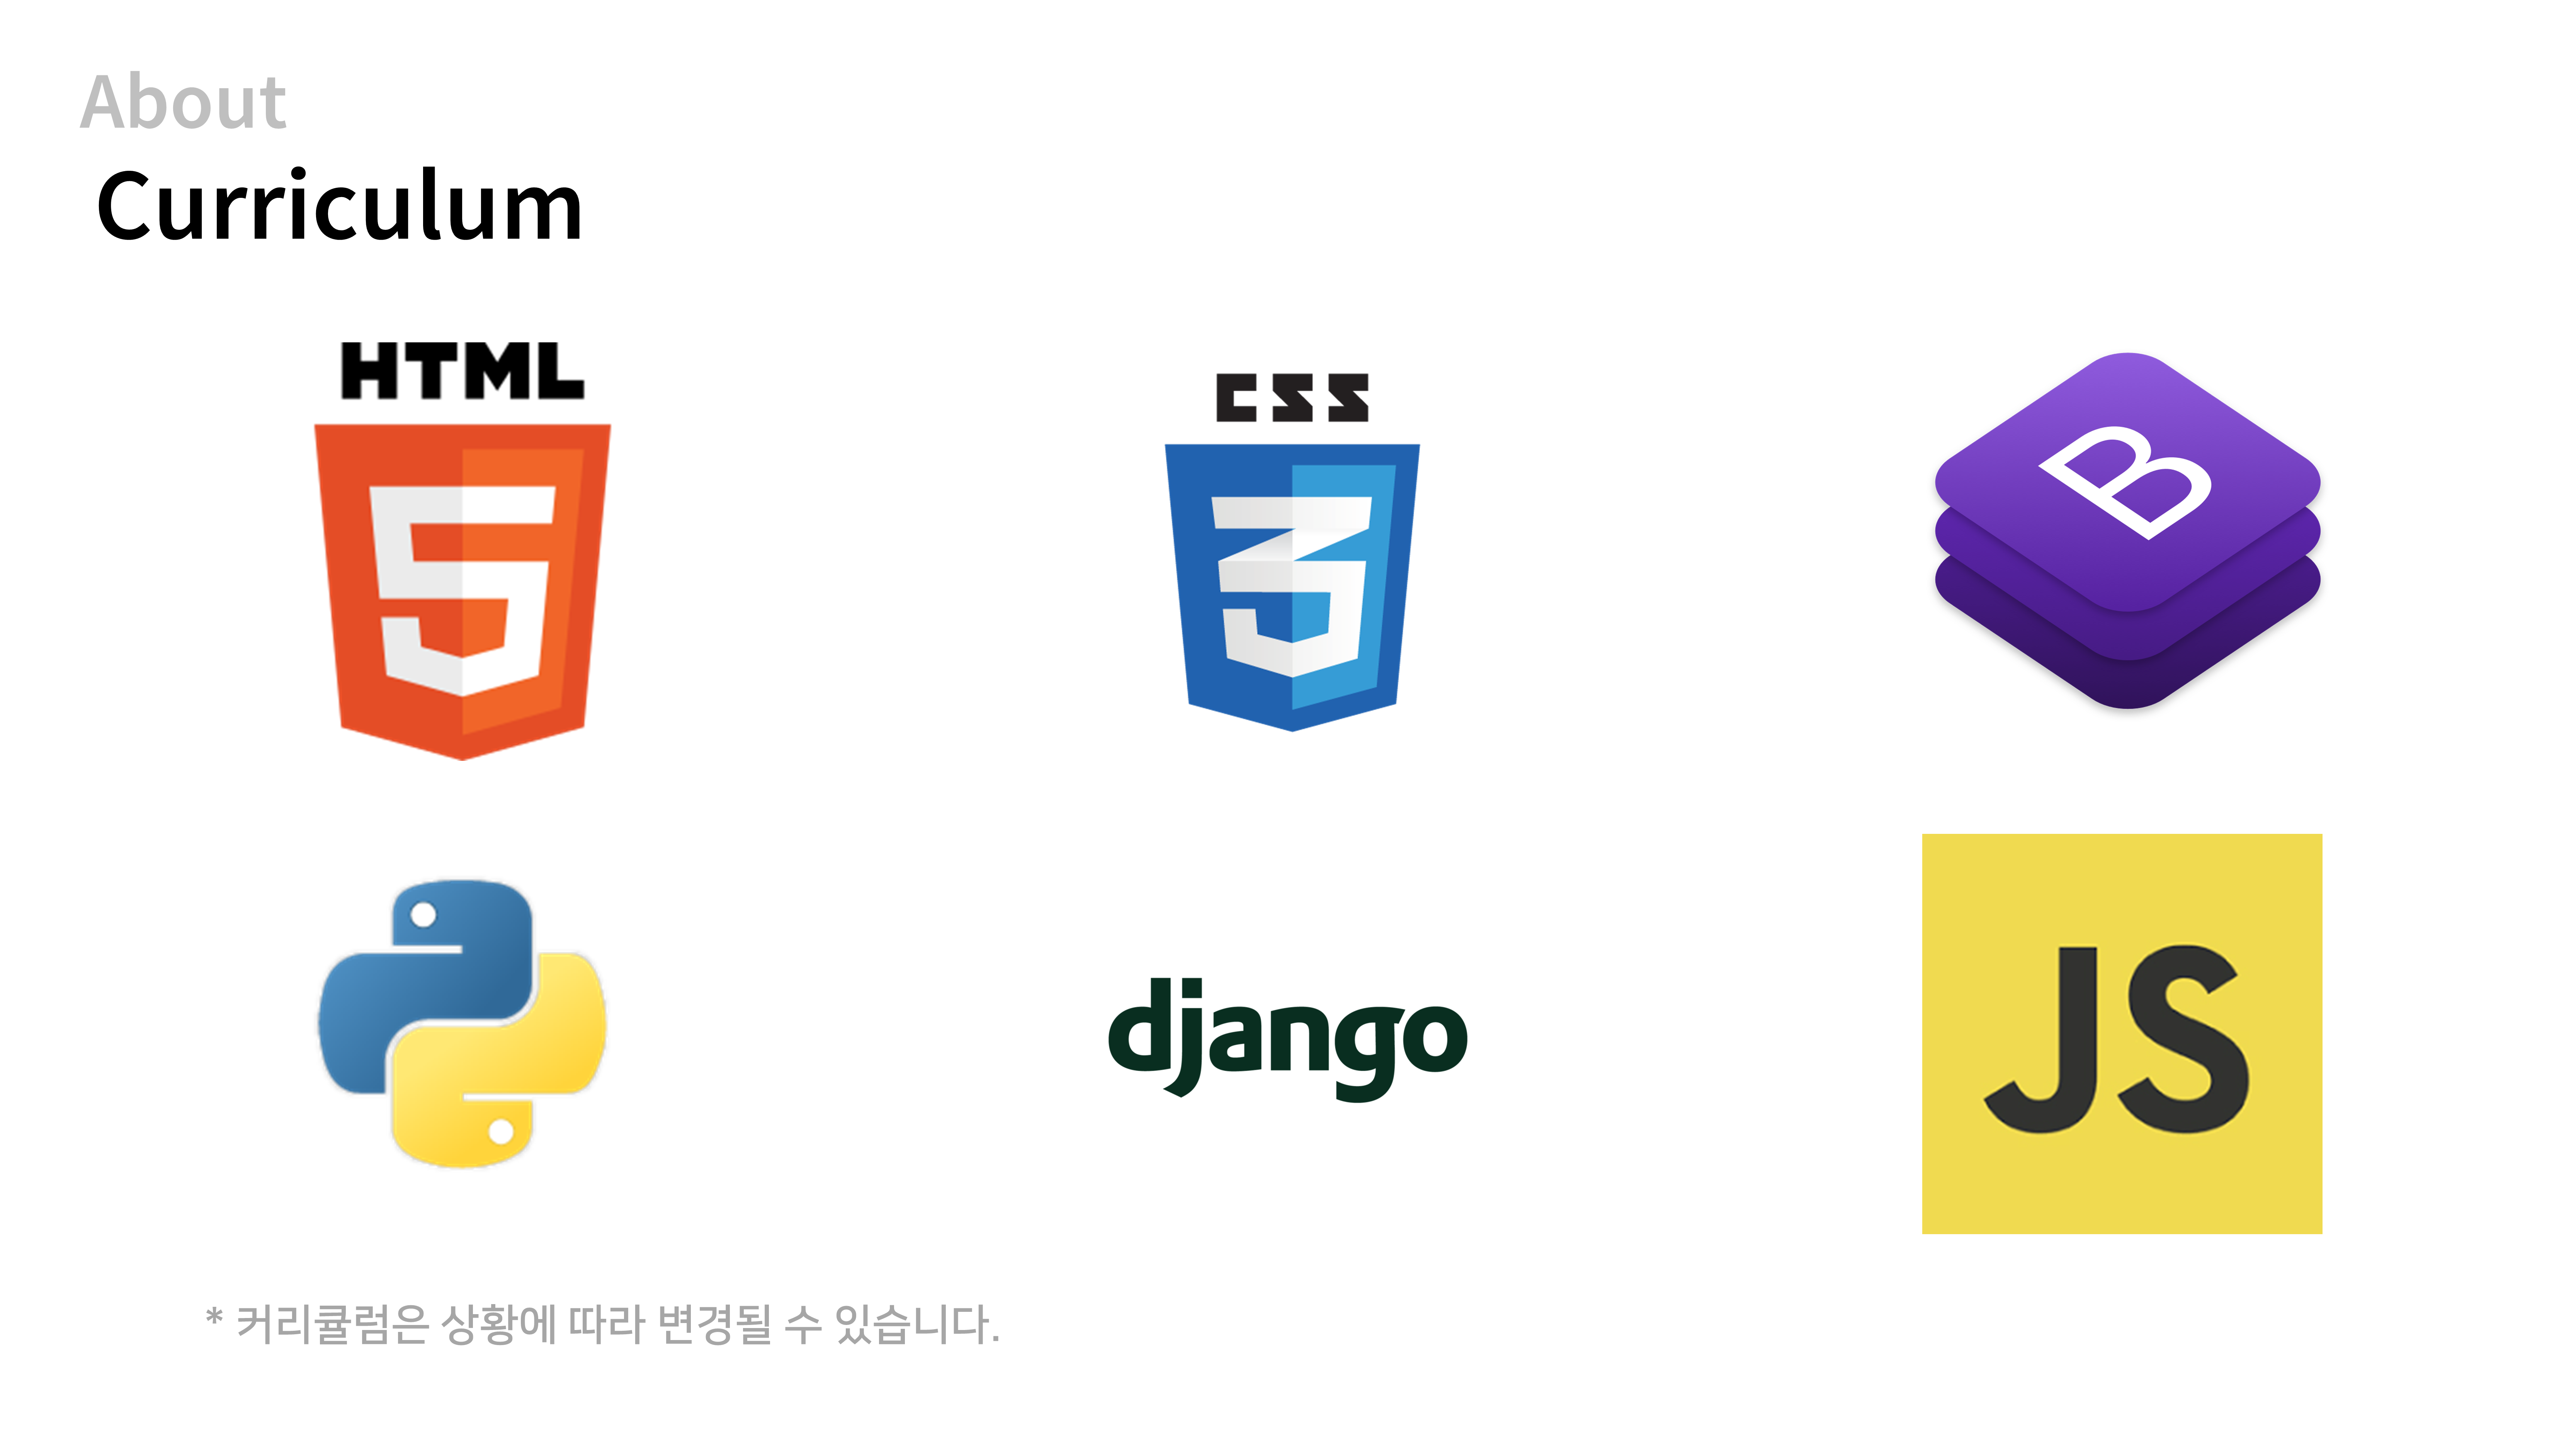 About
Curriculum
HTML
5
CSS
3
B
django
JS
* 커리큘럼은 상황에 따라 변경될 수 있습니다.